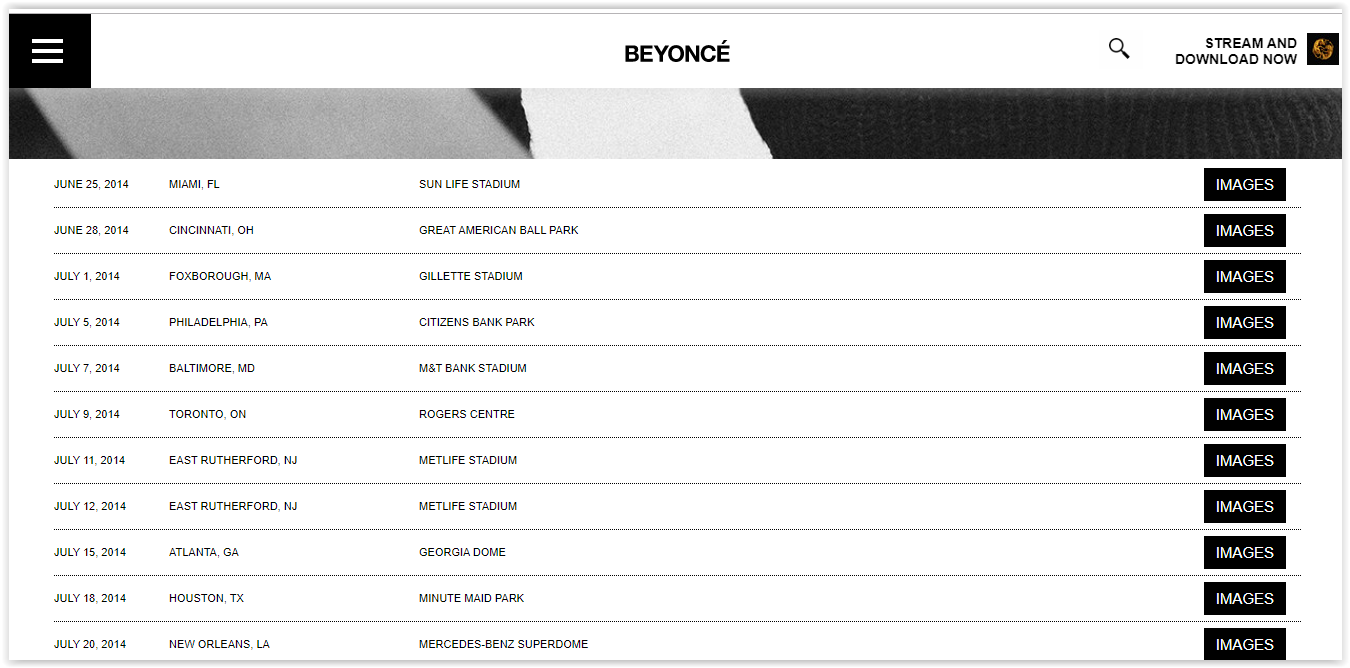 BEYONCÉ
STREAM AND
DOWNLOAD NOW
JUNE 25, 2014 MIAMI, FL SUN LIFE STADIUM IMAGES
JUNE 28, 2014 CINCINNATI, OH GREAT AMERICAN BALL PARK IMAGES
JULY 1, 2014 FOXBOROUGH, MA GILLETTE STADIUM IMAGES
JULY 5, 2014 PHILADELPHIA, PA CITIZENS BANK PARK IMAGES
JULY 7, 2014 BALTIMORE, MD M&T BANK STADIUM IMAGES
JULY 9, 2014 TORONTO, ON ROGERS CENTRE IMAGES
JULY 11, 2014 EAST RUTHERFORD, NJ METLIFE STADIUM IMAGES
JULY 12, 2014 EAST RUTHERFORD, NJ METLIFE STADIUM IMAGES
JULY 15, 2014 ATLANTA, GA GEORGIA DOME IMAGES
JULY 18, 2014 HOUSTON, TX MINUTE MAID PARK IMAGES
JULY 20, 2014 NEW ORLEANS, LA MERCEDES-BENZ SUPERDOME IMAGES